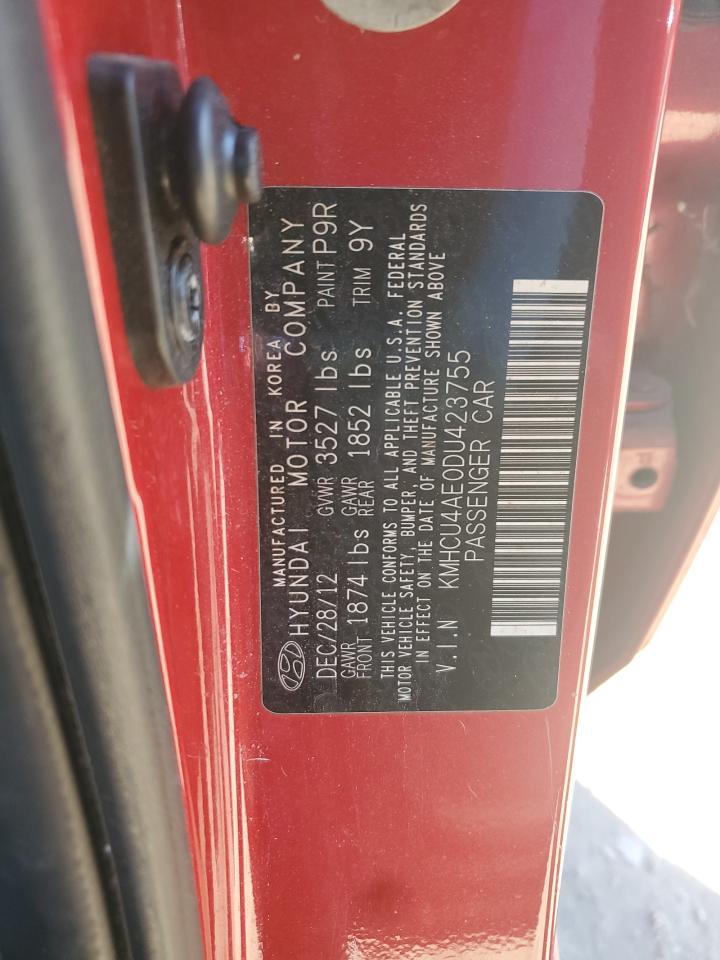 MANUFACTURED IN KOREA BY
HYUNDAI MOTOR COMPANY
DEC/28/12 GVWR 3527 lbs PAINT P9R
GAWR FRONT 1874 lbs GAWR REAR 1852 lbs TRIM 9Y
THIS VEHICLE CONFORMS TO ALL APPLICABLE U.S.A. FEDERAL
MOTOR VEHICLE SAFETY, BUMPER, AND THEFT PREVENTION STANDARDS
IN EFFECT ON THE DATE OF MANUFACTURE SHOWN ABOVE
V.I.N KMHCU4AE0DU423755
PASSENGER CAR